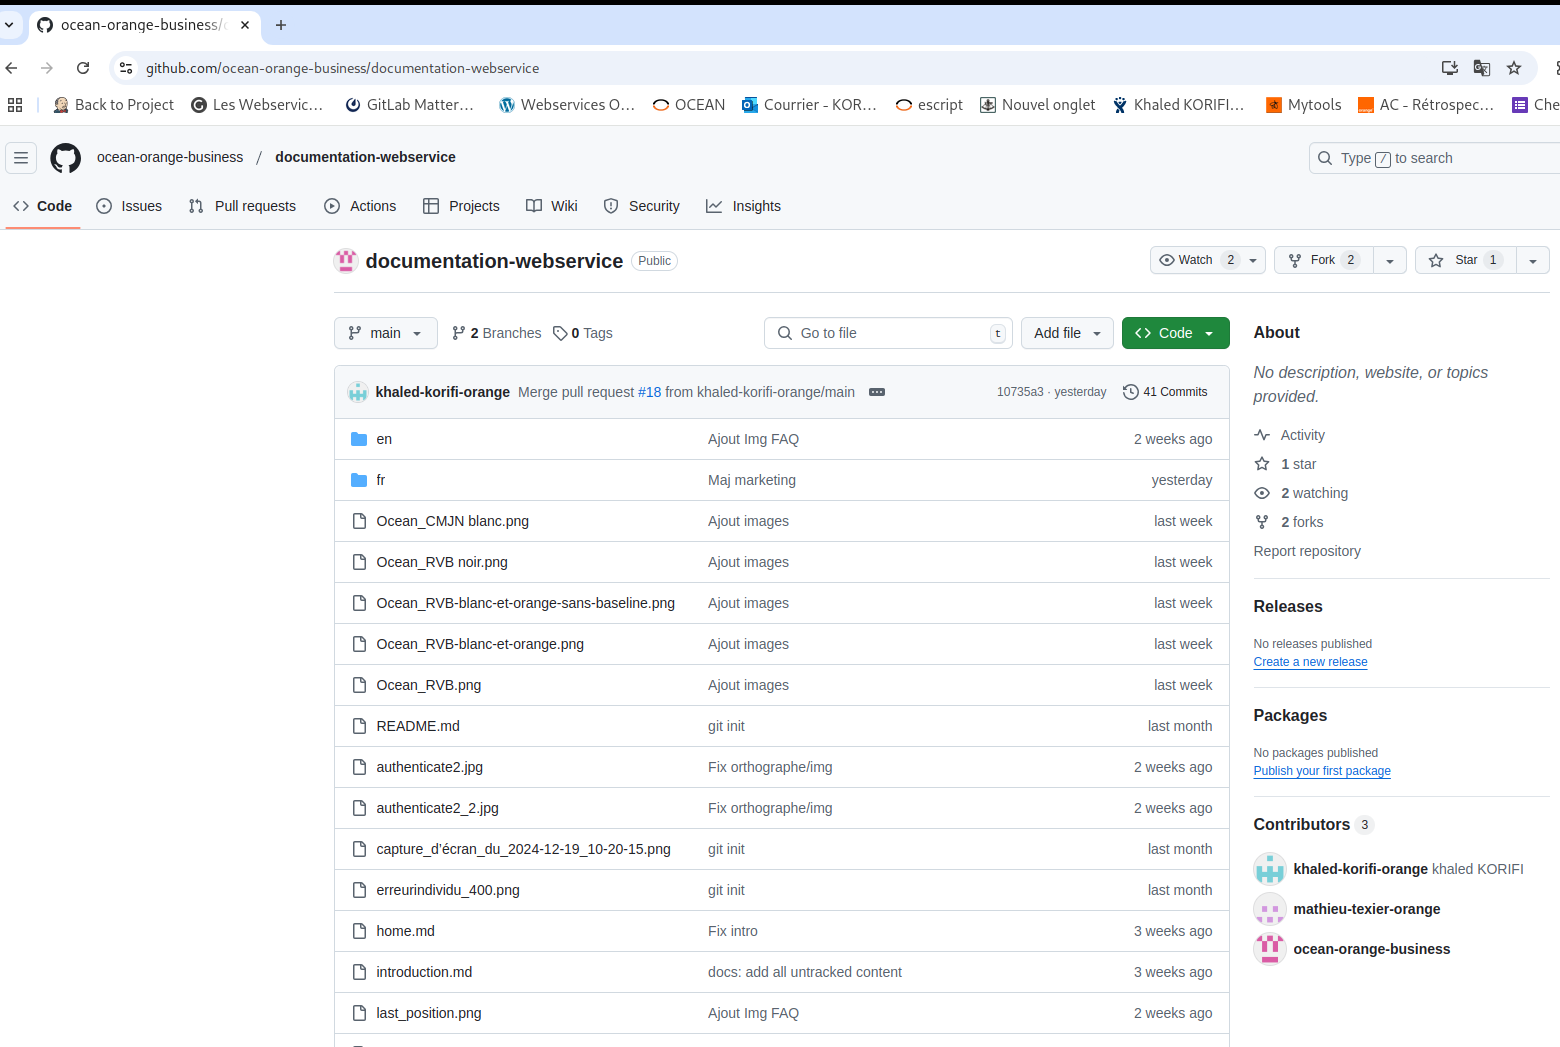 ocean-orange-business/
github.com/ocean-orange-business/documentation-webservice
Back to Project Les Webservic… GitLab Matter… Webservices O… OCEAN Courrier - KOR… escript Nouvel onglet Khaled KORIFI… Mytools AC - Rétrospec… Che
ocean-orange-business / documentation-webservice
Type / to search
Code Issues Pull requests Actions Projects Wiki Security Insights
documentation-webservice Public
Watch 2 Fork 2 Star 1
main 2 Branches 0 Tags Go to file t Add file Code
khaled-korifi-orange Merge pull request #18 from khaled-korifi-orange/main 10735a3 · yesterday 41 Commits
en Ajout Img FAQ 2 weeks ago
fr Maj marketing yesterday
Ocean_CMJN blanc.png Ajout images last week
Ocean_RVB noir.png Ajout images last week
Ocean_RVB-blanc-et-orange-sans-baseline.png Ajout images last week
Ocean_RVB-blanc-et-orange.png Ajout images last week
Ocean_RVB.png Ajout images last week
README.md git init last month
authenticate2.jpg Fix orthographe/img 2 weeks ago
authenticate2_2.jpg Fix orthographe/img 2 weeks ago
capture_d’écran_du_2024-12-19_10-20-15.png git init last month
erreurindividu_400.png git init last month
home.md Fix intro 3 weeks ago
introduction.md docs: add all untracked content 3 weeks ago
last_position.png Ajout Img FAQ 2 weeks ago
About
No description, website, or topics
provided.
Activity
1 star
2 watching
2 forks
Report repository
Releases
No releases published
Create a new release
Packages
No packages published
Publish your first package
Contributors 3
khaled-korifi-orange khaled KORIFI
mathieu-texier-orange
ocean-orange-business